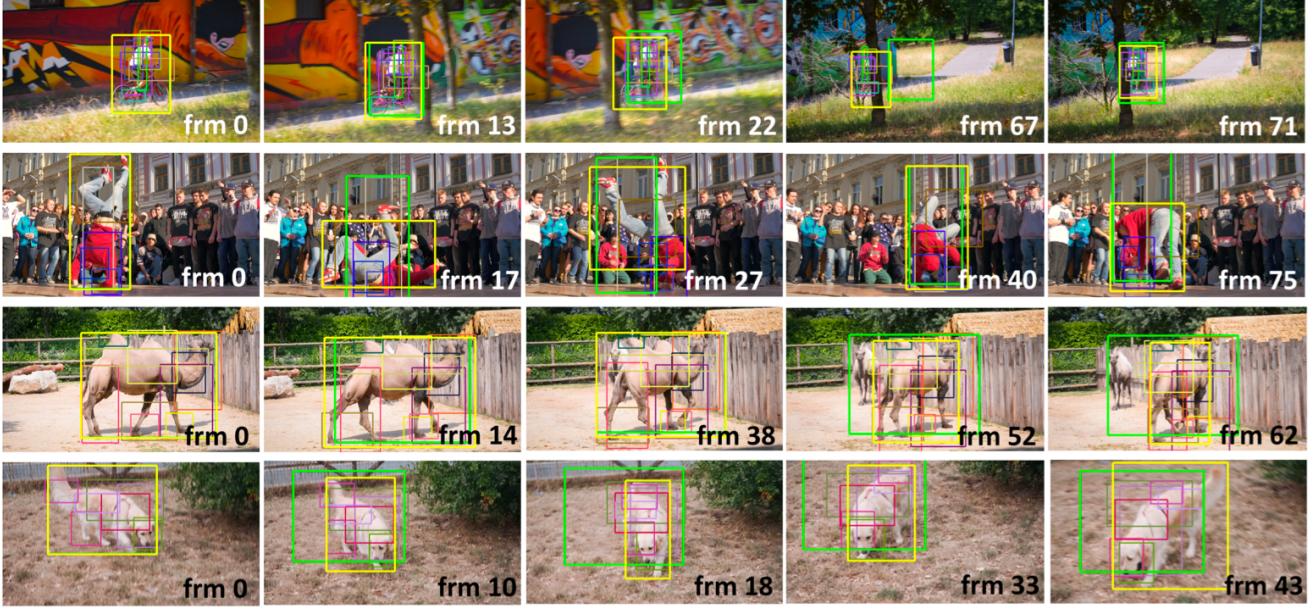 frm 0
frm 13
frm 22
frm 67
frm 71
frm 0
frm 17
frm 27
frm 40
frm 75
frm 0
frm 14
frm 38
frm 52
frm 62
frm 0
frm 10
frm 18
frm 33
frm 43